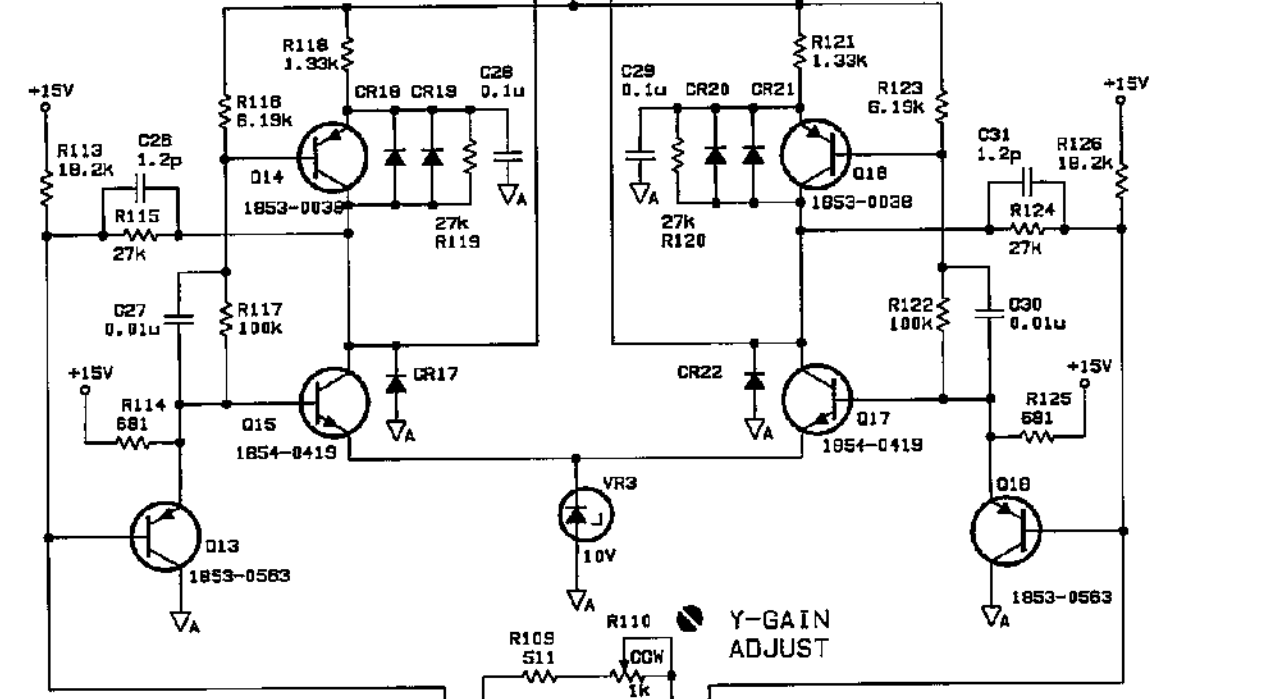 R118
1.33k
R121
1.33k
+15V
R116
6.19k
CR18 CR19
C28
0.1u
C29
0.1u
CR20 CR21
R123
6.19k
+15V
R113
18.2k
C26
1.2p
Q14
1853-0038
A
A
Q18
1853-0038
C31
1.2p
R126
18.2k
R115
27k
27k
R119
27k
R120
R124
27k
C27
0.01u
R117
100k
R122
100k
C30
0.01u
+15V
CR17
CR22
+15V
R114
681
Q15
1854-0419
A
A
Q17
1854-0419
R125
681
VR3
10V
Q13
1853-0563
Q18
1853-0563
A
A
A
R109
511
R110
CCW
1k
Y-GAIN
ADJUST